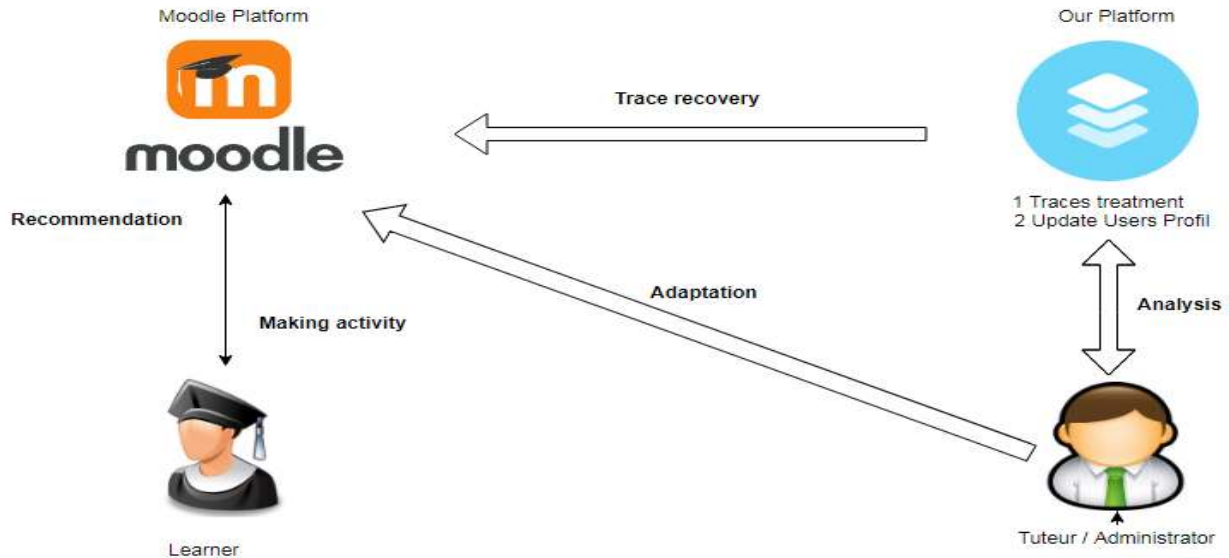 Moodle Platform
Our Platform
m
moodle
Trace recovery
1 Traces treatment
2 Update Users Profil
Recommendation
Adaptation
Analysis
Making activity
Learner
Tuteur / Administrator